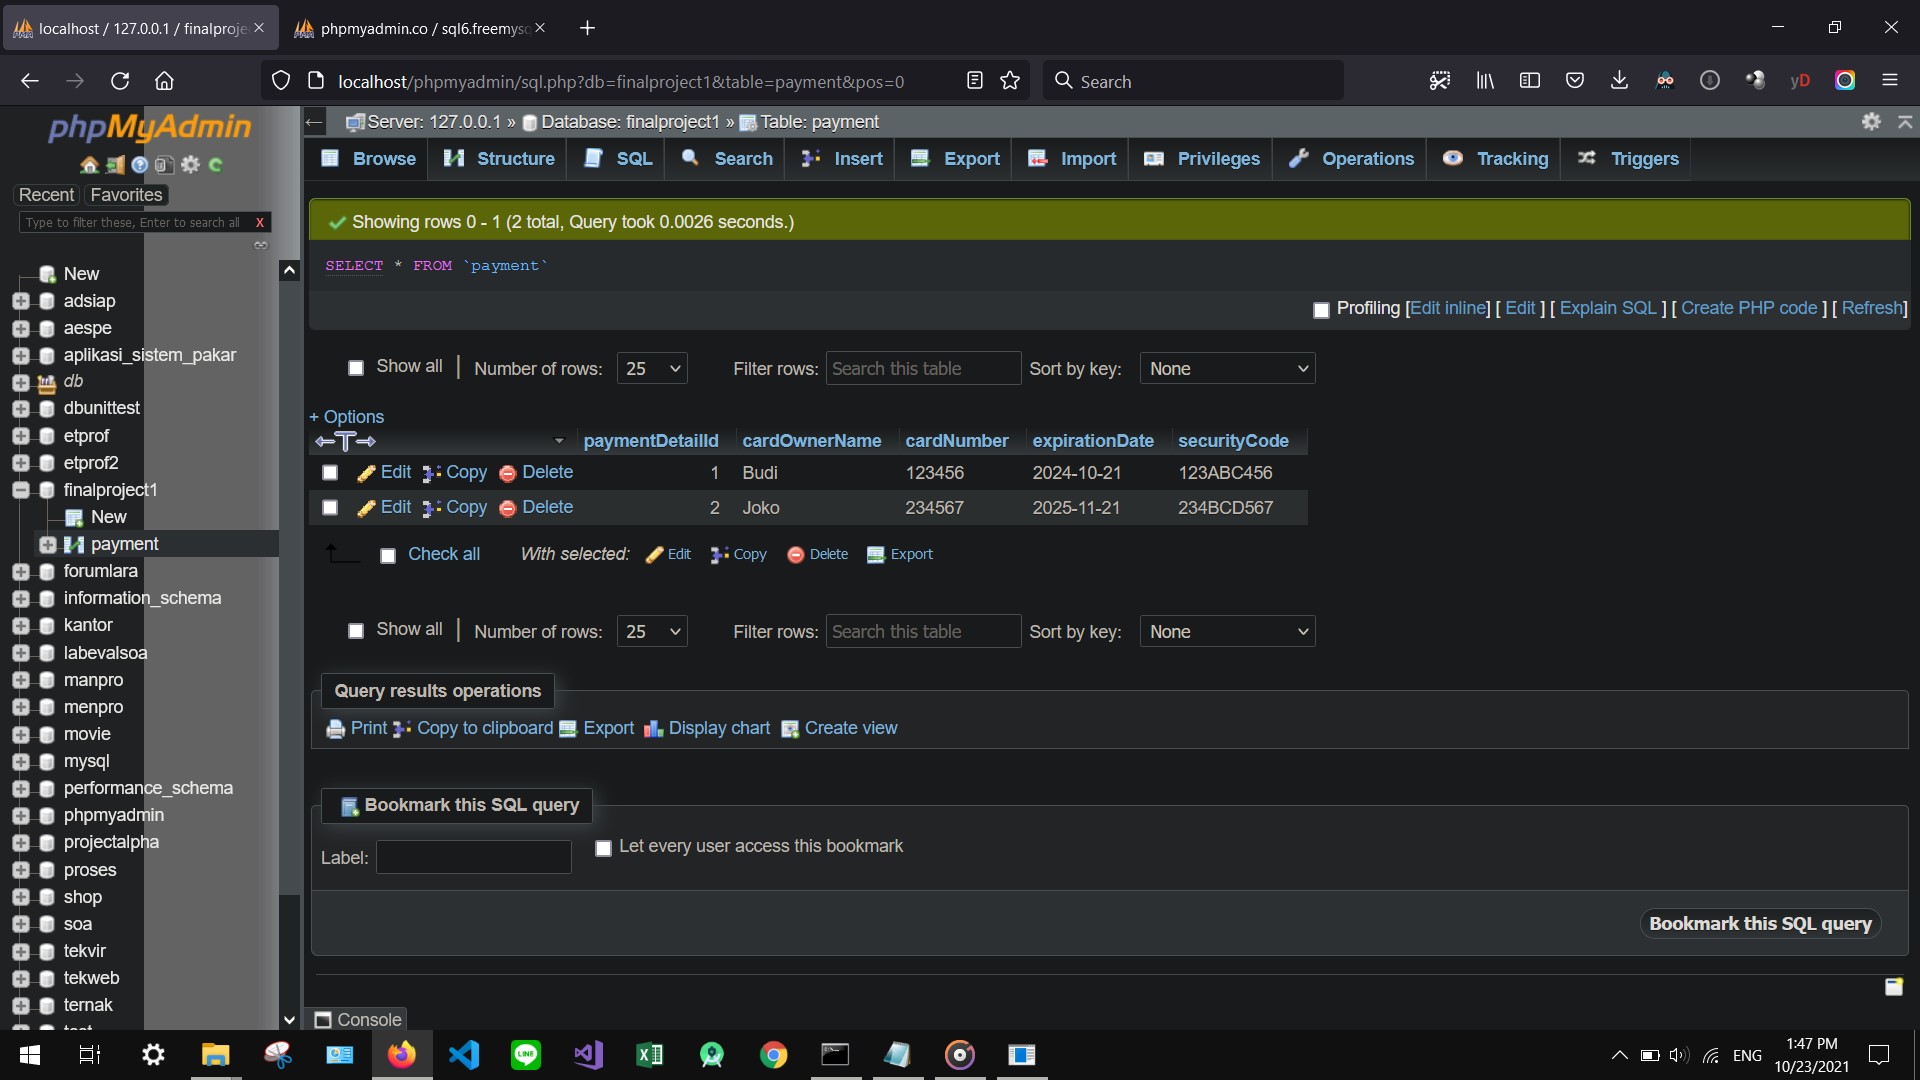 localhost / 127.0.0.1 / finalproje
phpmyadmin.co / sql6.freemysq
localhost/phpmyadmin/sql.php?db=finalproject1&table=payment&pos=0
Search
yD
phpMyAdmin
Recent
Favorites
Type to filter these, Enter to search all
X
New
adsiap
aespe
aplikasi_sistem_pakar
db
dbunittest
etprof
etprof2
finalproject1
New
payment
forumlara
information_schema
kantor
labevalsoa
manpro
menpro
movie
mysql
performance_schema
phpmyadmin
projectalpha
proses
shop
soa
tekvir
tekweb
ternak
Server: 127.0.0.1 » Database: finalproject1 » Table: payment
Browse Structure SQL Search Insert Export Import Privileges Operations Tracking Triggers
Showing rows 0 - 1 (2 total, Query took 0.0026 seconds.)
SELECT * FROM `payment`
Profiling [Edit inline] [ Edit ] [ Explain SQL ] [ Create PHP code ] [ Refresh]
Show all | Number of rows: 25 Filter rows: Search this table Sort by key: None
+ Options
←T→ paymentDetailId cardOwnerName cardNumber expirationDate securityCode
Edit Copy Delete 1 Budi 123456 2024-10-21 123ABC456
Edit Copy Delete 2 Joko 234567 2025-11-21 234BCD567
Check all With selected: Edit Copy Delete Export
Show all | Number of rows: 25 Filter rows: Search this table Sort by key: None
Query results operations
Print Copy to clipboard Export Display chart Create view
Bookmark this SQL query
Label:
Let every user access this bookmark
Bookmark this SQL query
Console
LINE
ENG
1:47 PM
10/23/2021